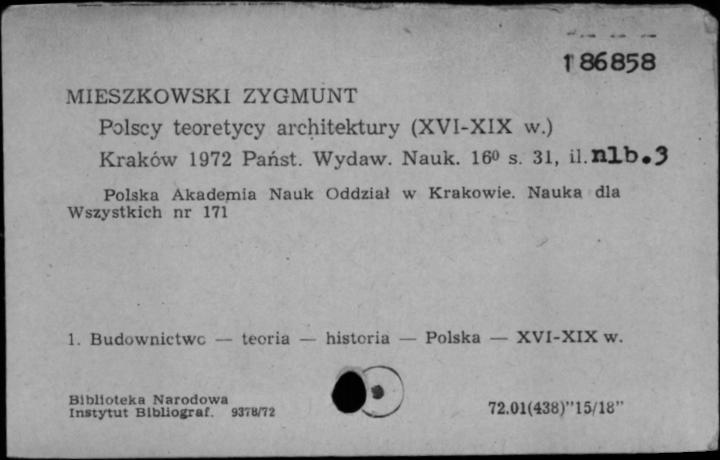 1 86858
MIESZKOWSKI ZYGMUNT
Polscy teoretycy architektury (XVI-XIX w.)
Kraków 1972 Państ. Wydaw. Nauk. 16⁰ s. 31, il. nlb.3
Polska Akademia Nauk Oddział w Krakowie. Nauka dla
Wszystkich nr 171
1. Budownictwo — teoria — historia — Polska — XVI-XIX w.
Biblioteka Narodowa
Instytut Bibliograf. 9378/72
72.01(438)"15/18"